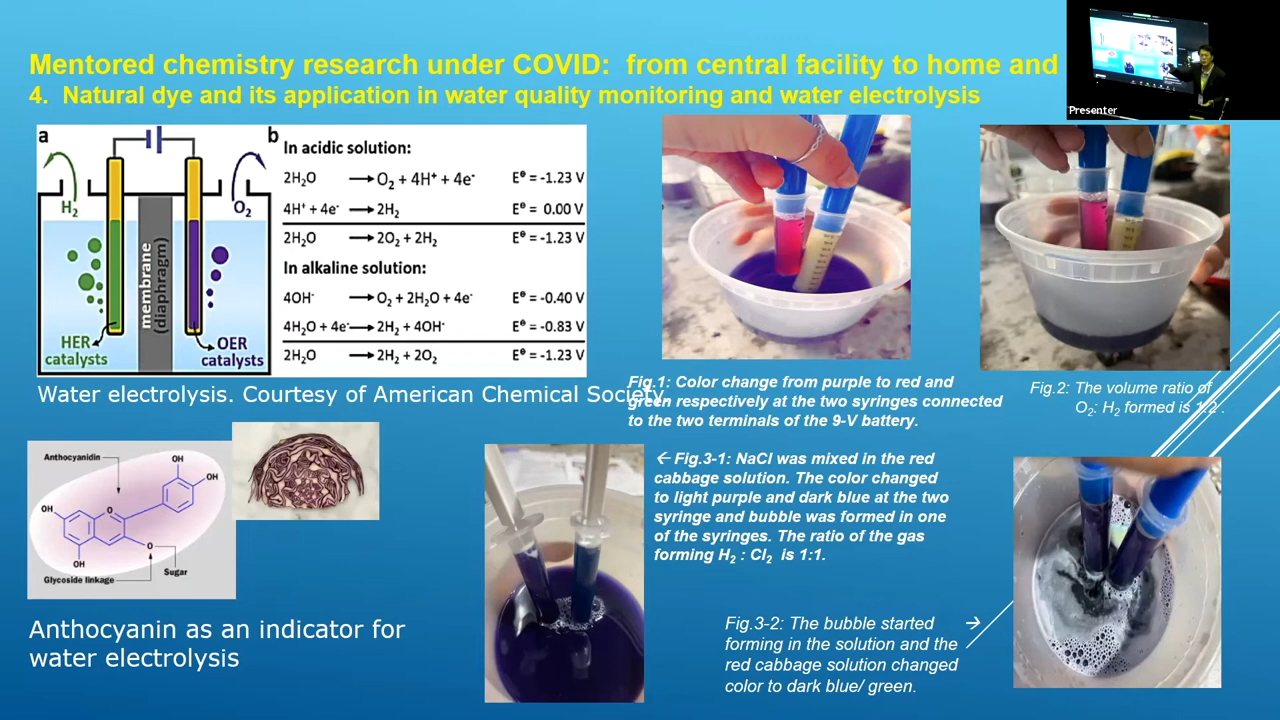 Mentored chemistry research under COVID: from central facility to home and
4. Natural dye and its application in water quality monitoring and water electrolysis
Presenter
a
H₂
O₂
membrane
(diaphragm)
HER
catalysts
OER
catalysts
b
In acidic solution:
2H₂O → O₂ + 4H⁺ + 4e⁻ E° = -1.23 V
4H⁺ + 4e⁻ → 2H₂ E° = 0.00 V
2H₂O → 2O₂ + 2H₂ E° = -1.23 V
In alkaline solution:
4OH⁻ → O₂ + 2H₂O + 4e⁻ E° = -0.40 V
4H₂O + 4e⁻ → 2H₂ + 4OH⁻ E° = -0.83 V
2H₂O → 2H₂ + 2O₂ E° = -1.23 V
Water electrolysis. Courtesy of American Chemical Society.
Fig.1: Color change from purple to red and
green respectively at the two syringes connected
to the two terminals of the 9-V battery.
Fig.2: The volume ratio of
O₂: H₂ formed is 1:2 .
Anthocyanidin
OH
OH
OH
O
O
OH
Sugar
Glycoside linkage
Anthocyanin as an indicator for
water electrolysis
← Fig.3-1: NaCl was mixed in the red
cabbage solution. The color changed
to light purple and dark blue at the two
syringe and bubble was formed in one
of the syringes. The ratio of the gas
forming H₂ : Cl₂ is 1:1.
Fig.3-2: The bubble started →
forming in the solution and the
red cabbage solution changed
color to dark blue/ green.